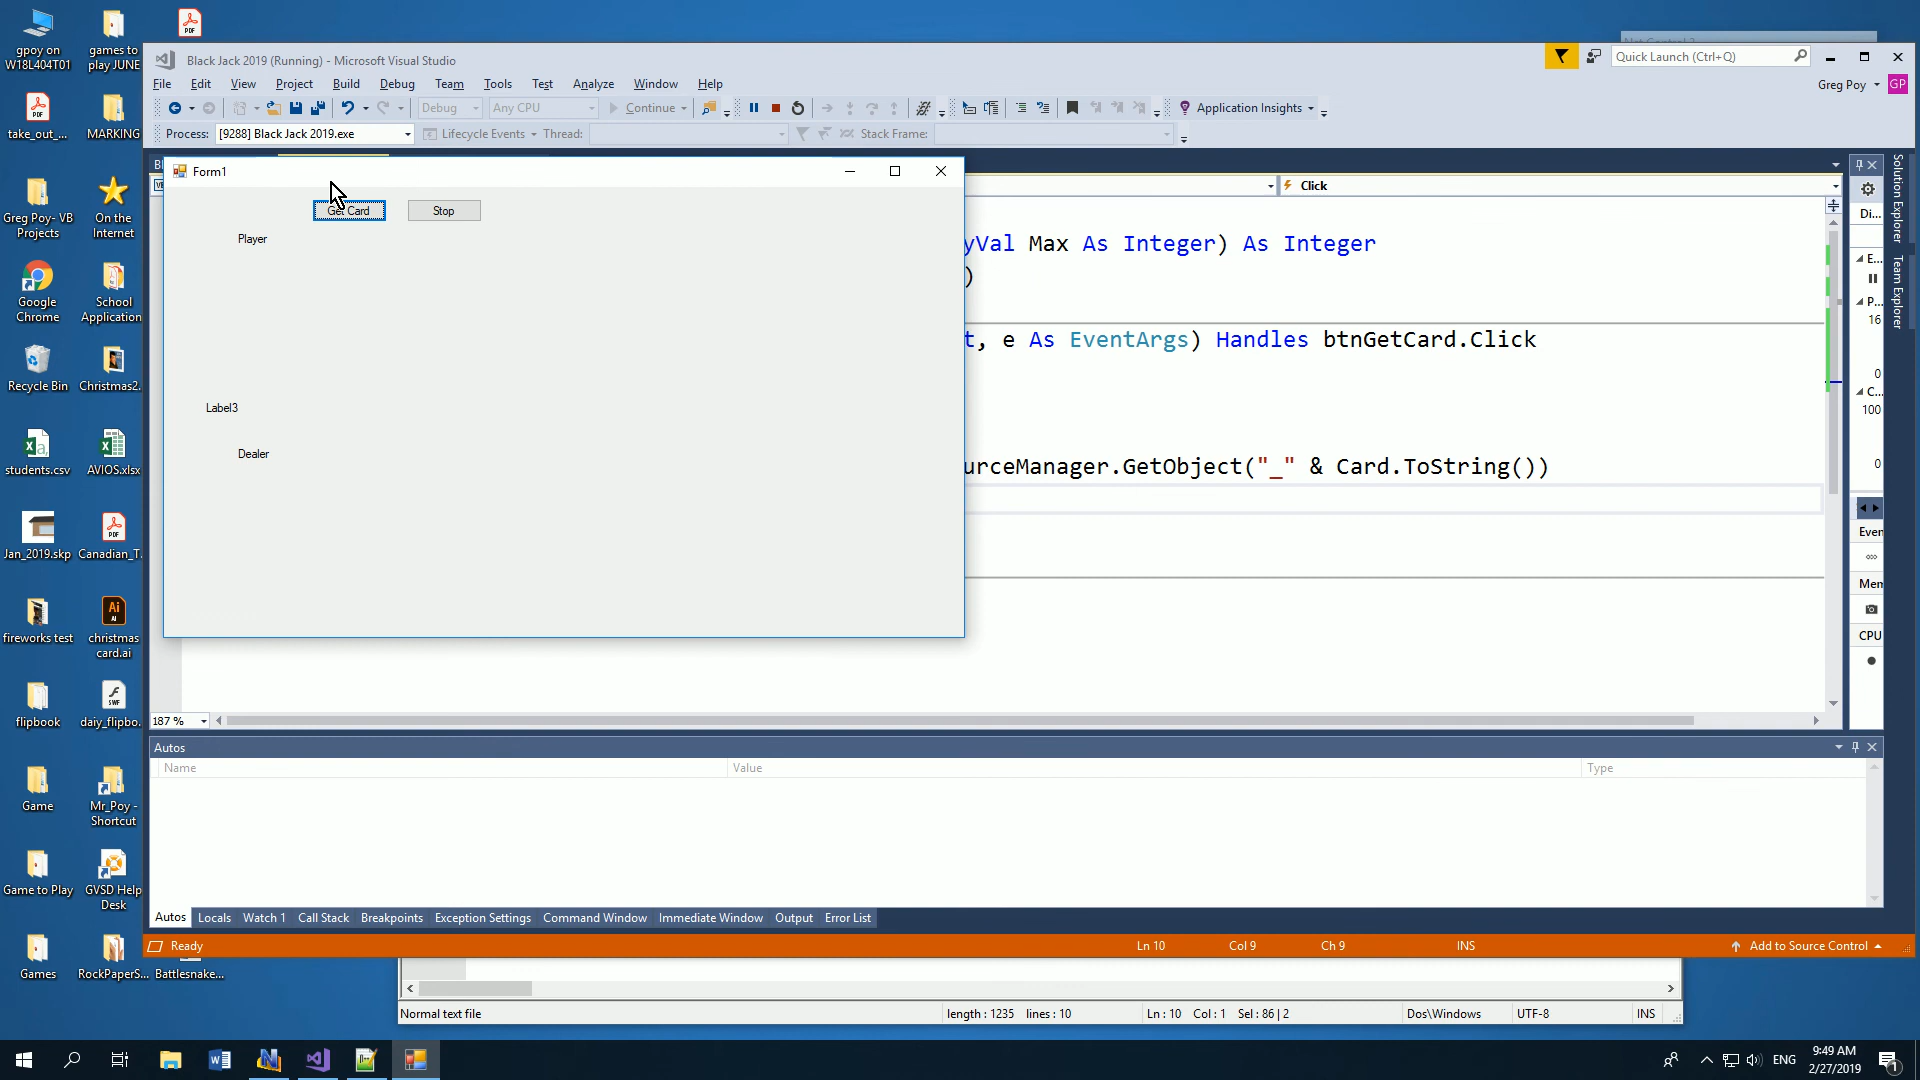 gpoy on
W18L404T01
games to
play JUNE
take_out_...
MARKING
Greg Poy- VB
Projects
On the
Internet
Google
Chrome
School
Application
Recycle Bin
Christmas2.
students.csv
AVIOS.xlsx
Jan_2019.skp
Canadian_T.
fireworks test
christmas
card.ai
flipbook
daiy_flipbo.
Game
Mr_Poy -
Shortcut
Game to Play
GVSD Help
Desk
Games
RockPaperS...
Battlesnake...
Black Jack 2019 (Running) - Microsoft Visual Studio
Quick Launch (Ctrl+Q)
File Edit View Project Build Debug Team Tools Test Analyze Window Help
Greg Poy GP
Debug Any CPU Continue Application Insights
Process: [9288] Black Jack 2019.exe Lifecycle Events Thread: Stack Frame:
Form1
Click
Get Card Stop
Player
Label3
Dealer
yVal Max As Integer) As Integer
)
t, e As EventArgs) Handles btnGetCard.Click
urceManager.GetObject("_" & Card.ToString())
187 %
Solution Explorer
Team Explorer
Di...
E...
P...
16
0
C...
100
0
Even
Mem
CPU
Autos
Name Value Type
Autos Locals Watch 1 Call Stack Breakpoints Exception Settings Command Window Immediate Window Output Error List
Ready Ln 10 Col 9 Ch 9 INS Add to Source Control
Normal text file length : 1235 lines : 10 Ln : 10 Col : 1 Sel : 86 | 2 Dos\Windows UTF-8 INS
ENG
9:49 AM
2/27/2019
1